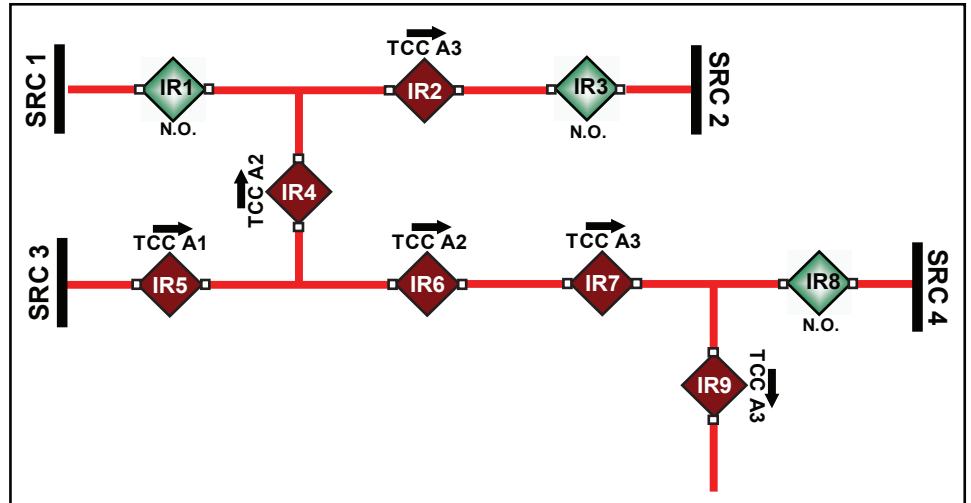 SRC 1
IR1
N.O.
TCC A3
IR2
IR3
N.O.
SRC 2
TCC A2
IR4
SRC 3
TCC A1
IR5
TCC A2
IR6
TCC A3
IR7
IR8
N.O.
SRC 4
IR9
TCC A3